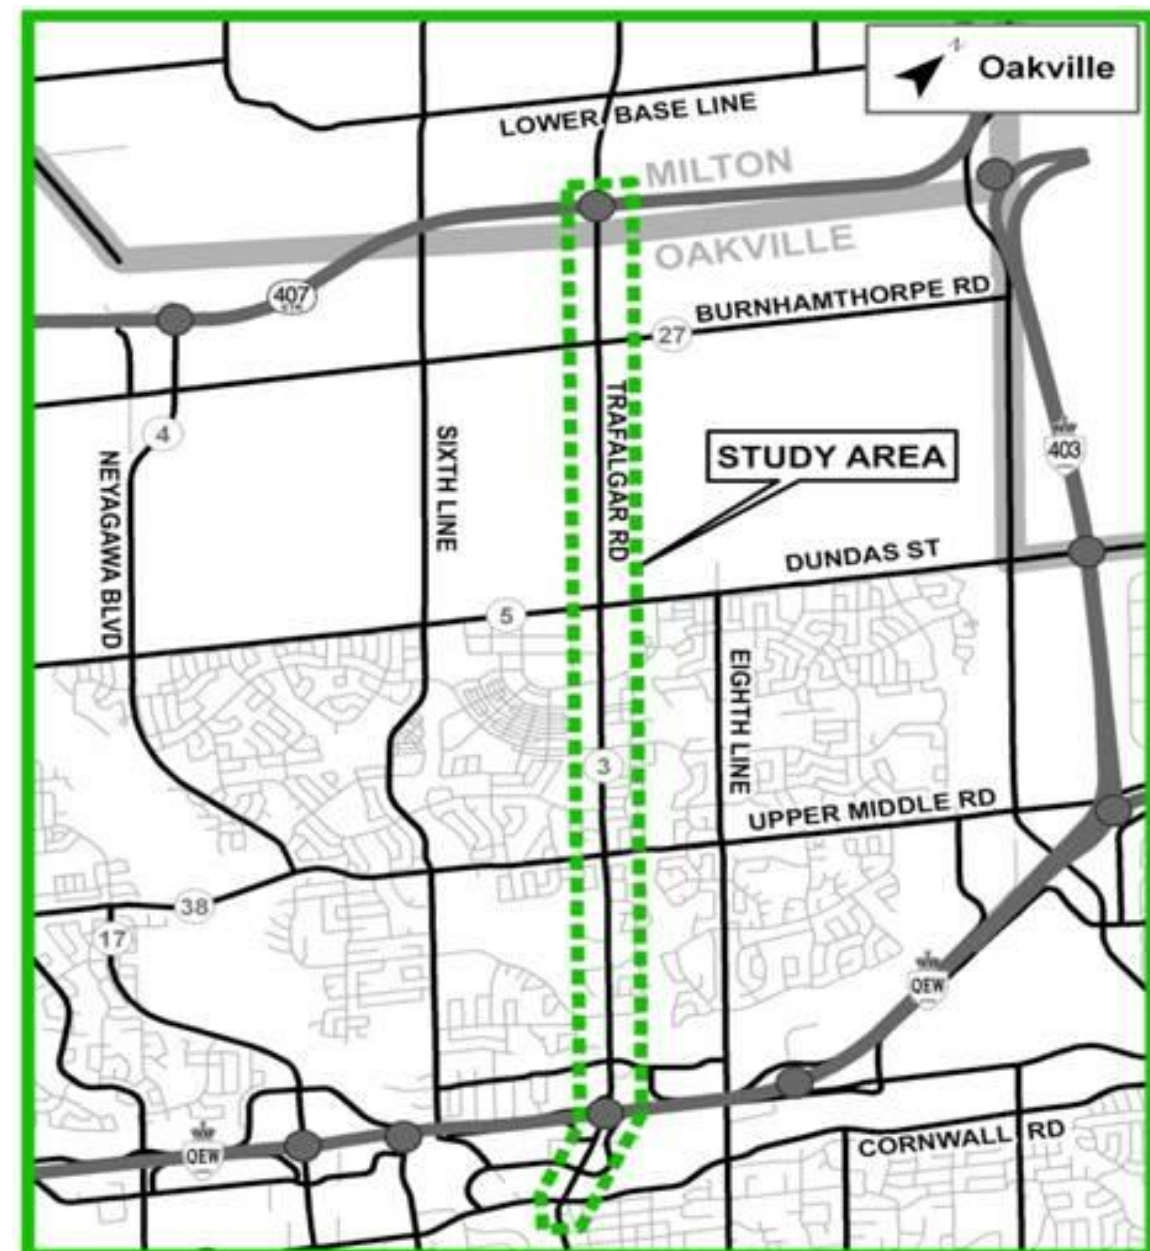 Oakville
LOWER BASE LINE
MILTON
OAKVILLE
407
BURNHAMTHORPE RD
27
TRAFALGAR RD
4
SIXTH LINE
NEYAGAWA BLVD
STUDY AREA
403
DUNDAS ST
5
EIGHTH LINE
3
UPPER MIDDLE RD
38
17
QEW
QEW
CORNWALL RD